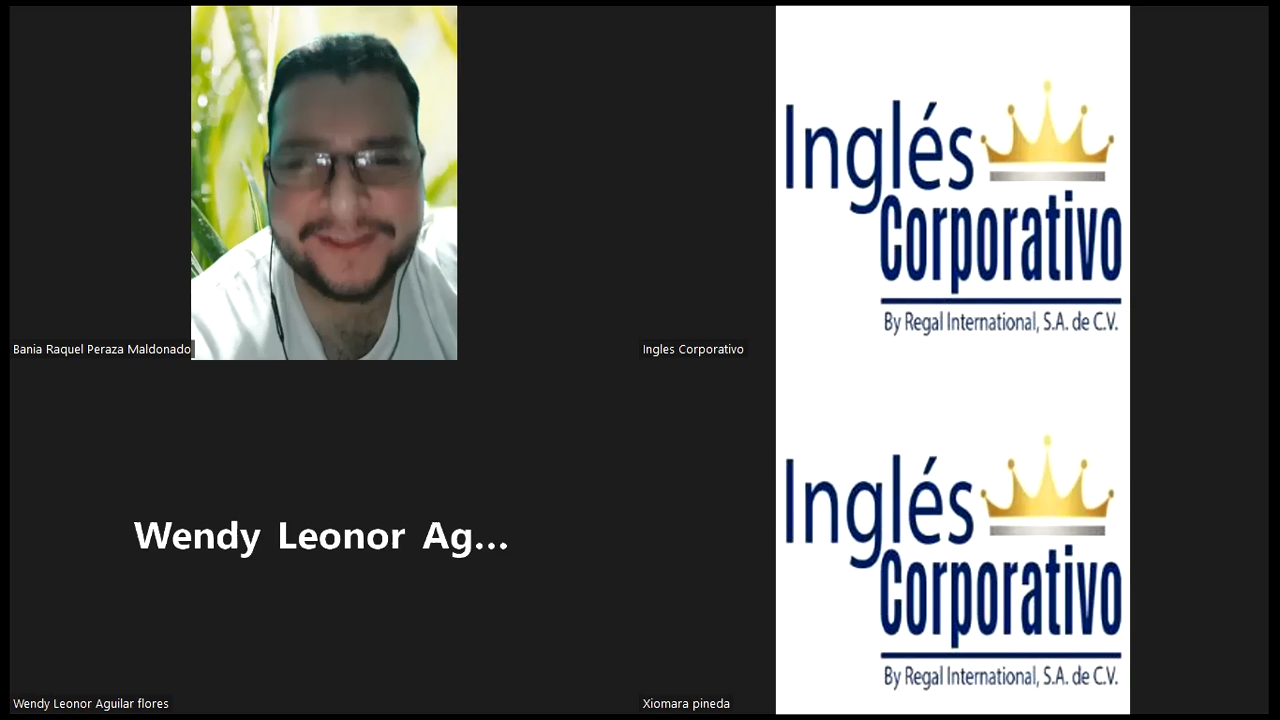 Inglés
Corporativo
By Regal International, S.A. de C.V.
Bania Raquel Peraza Maldonado
Ingles Corporativo
Wendy Leonor Ag...
Inglés
Corporativo
By Regal International, S.A. de C.V.
Wendy Leonor Aguilar flores
Xiomara pineda